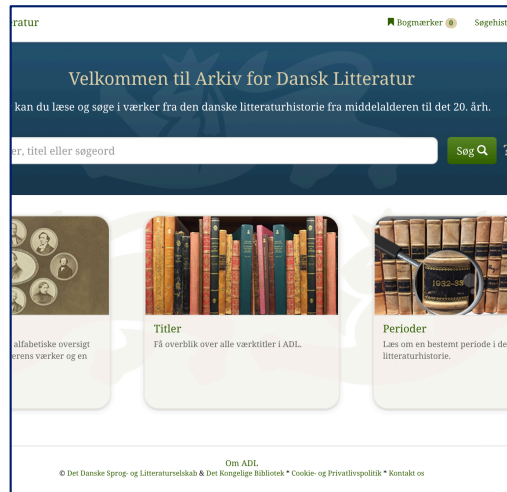 ratur
Bogmærker 0
Søgehist
Velkommen til Arkiv for Dansk Litteratur
kan du læse og søge i værker fra den danske litteraturhistorie fra middelalderen til det 20. årh.
er, titel eller søgeord
Søg
?
1932-33
alfabetiske oversigt
erens værker og en
Titler
Få overblik over alle værktitler i ADL.
Perioder
Læs om en bestemt periode i de
litteraturhistorie.
Om ADL
© Det Danske Sprog- og Litteraturselskab & Det Kongelige Bibliotek * Cookie- og Privatlivspolitik * Kontakt os